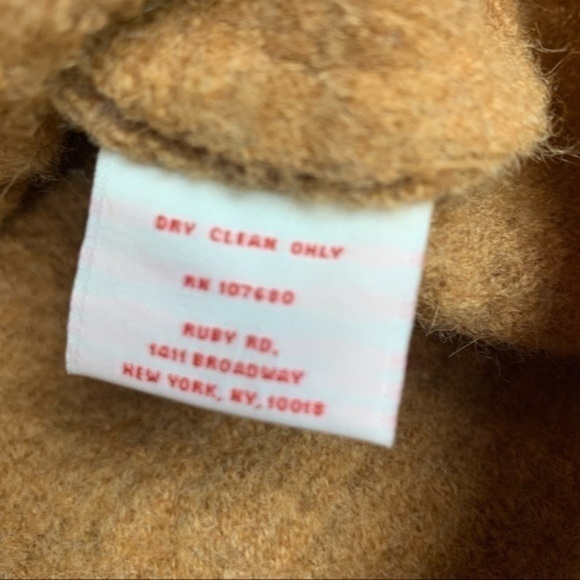 DRY CLEAN ONLY
RN 107680
RUBY RD.
1411 BROADWAY
NEW YORK, NY, 10018